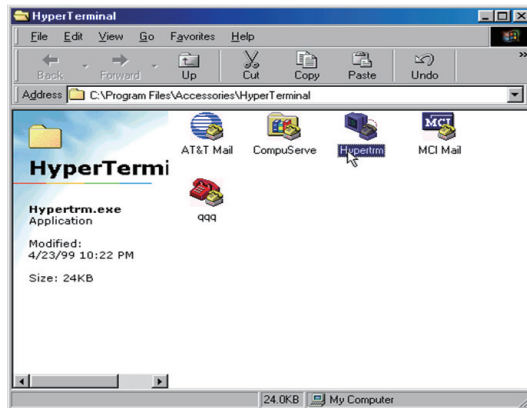 HyperTerminal
File Edit View Go Favorites Help
Back Forward Up Cut Copy Paste Undo
Address C:\Program Files\Accessories\HyperTerminal
AT&T Mail CompuServe Hypertrm MCI Mail
MCI
qqq
HyperTermi
Hypertrm.exe
Application
Modified:
4/23/99 10:22 PM
Size: 24KB
24.0KB My Computer